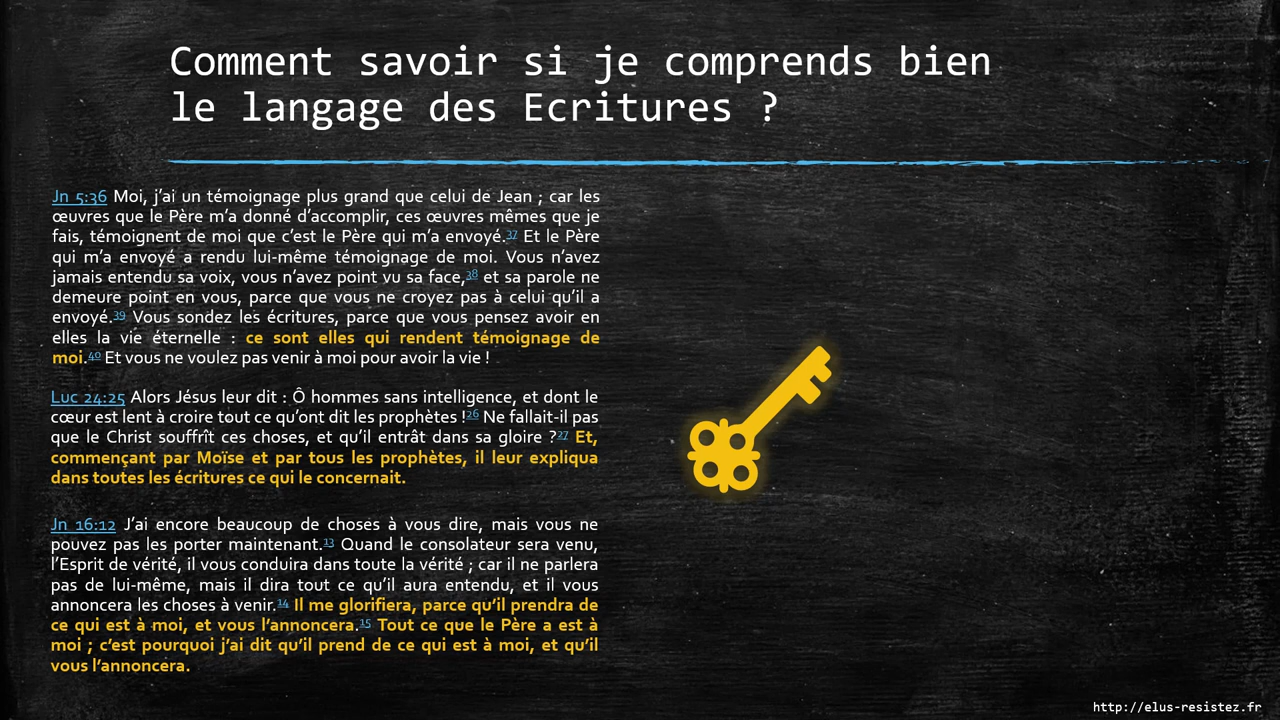 Comment savoir si je comprends bien
le langage des Ecritures ?
Jn 5:36 Moi, j’ai un témoignage plus grand que celui de Jean ; car les
œuvres que le Père m’a donné d’accomplir, ces œuvres mêmes que je
fais, témoignent de moi que c’est le Père qui m’a envoyé.37 Et le Père
qui m’a envoyé a rendu lui-même témoignage de moi. Vous n’avez
jamais entendu sa voix, vous n’avez point vu sa face,38 et sa parole ne
demeure point en vous, parce que vous ne croyez pas à celui qu’il a
envoyé.39 Vous sondez les écritures, parce que vous pensez avoir en
elles la vie éternelle : ce sont elles qui rendent témoignage de
moi.40 Et vous ne voulez pas venir à moi pour avoir la vie !
Luc 24:25 Alors Jésus leur dit : Ô hommes sans intelligence, et dont le
cœur est lent à croire tout ce qu’ont dit les prophètes !26 Ne fallait-il pas
que le Christ souffrît ces choses, et qu’il entrât dans sa gloire ?27 Et,
commençant par Moïse et par tous les prophètes, il leur expliqua
dans toutes les écritures ce qui le concernait.
Jn 16:12 J’ai encore beaucoup de choses à vous dire, mais vous ne
pouvez pas les porter maintenant.13 Quand le consolateur sera venu,
l’Esprit de vérité, il vous conduira dans toute la vérité ; car il ne parlera
pas de lui-même, mais il dira tout ce qu’il aura entendu, et il vous
annoncera les choses à venir.14 Il me glorifiera, parce qu’il prendra de
ce qui est à moi, et vous l’annoncera.15 Tout ce que le Père a est à
moi ; c’est pourquoi j’ai dit qu’il prend de ce qui est à moi, et qu’il
vous l’annoncera.
http://elus-resistez.fr